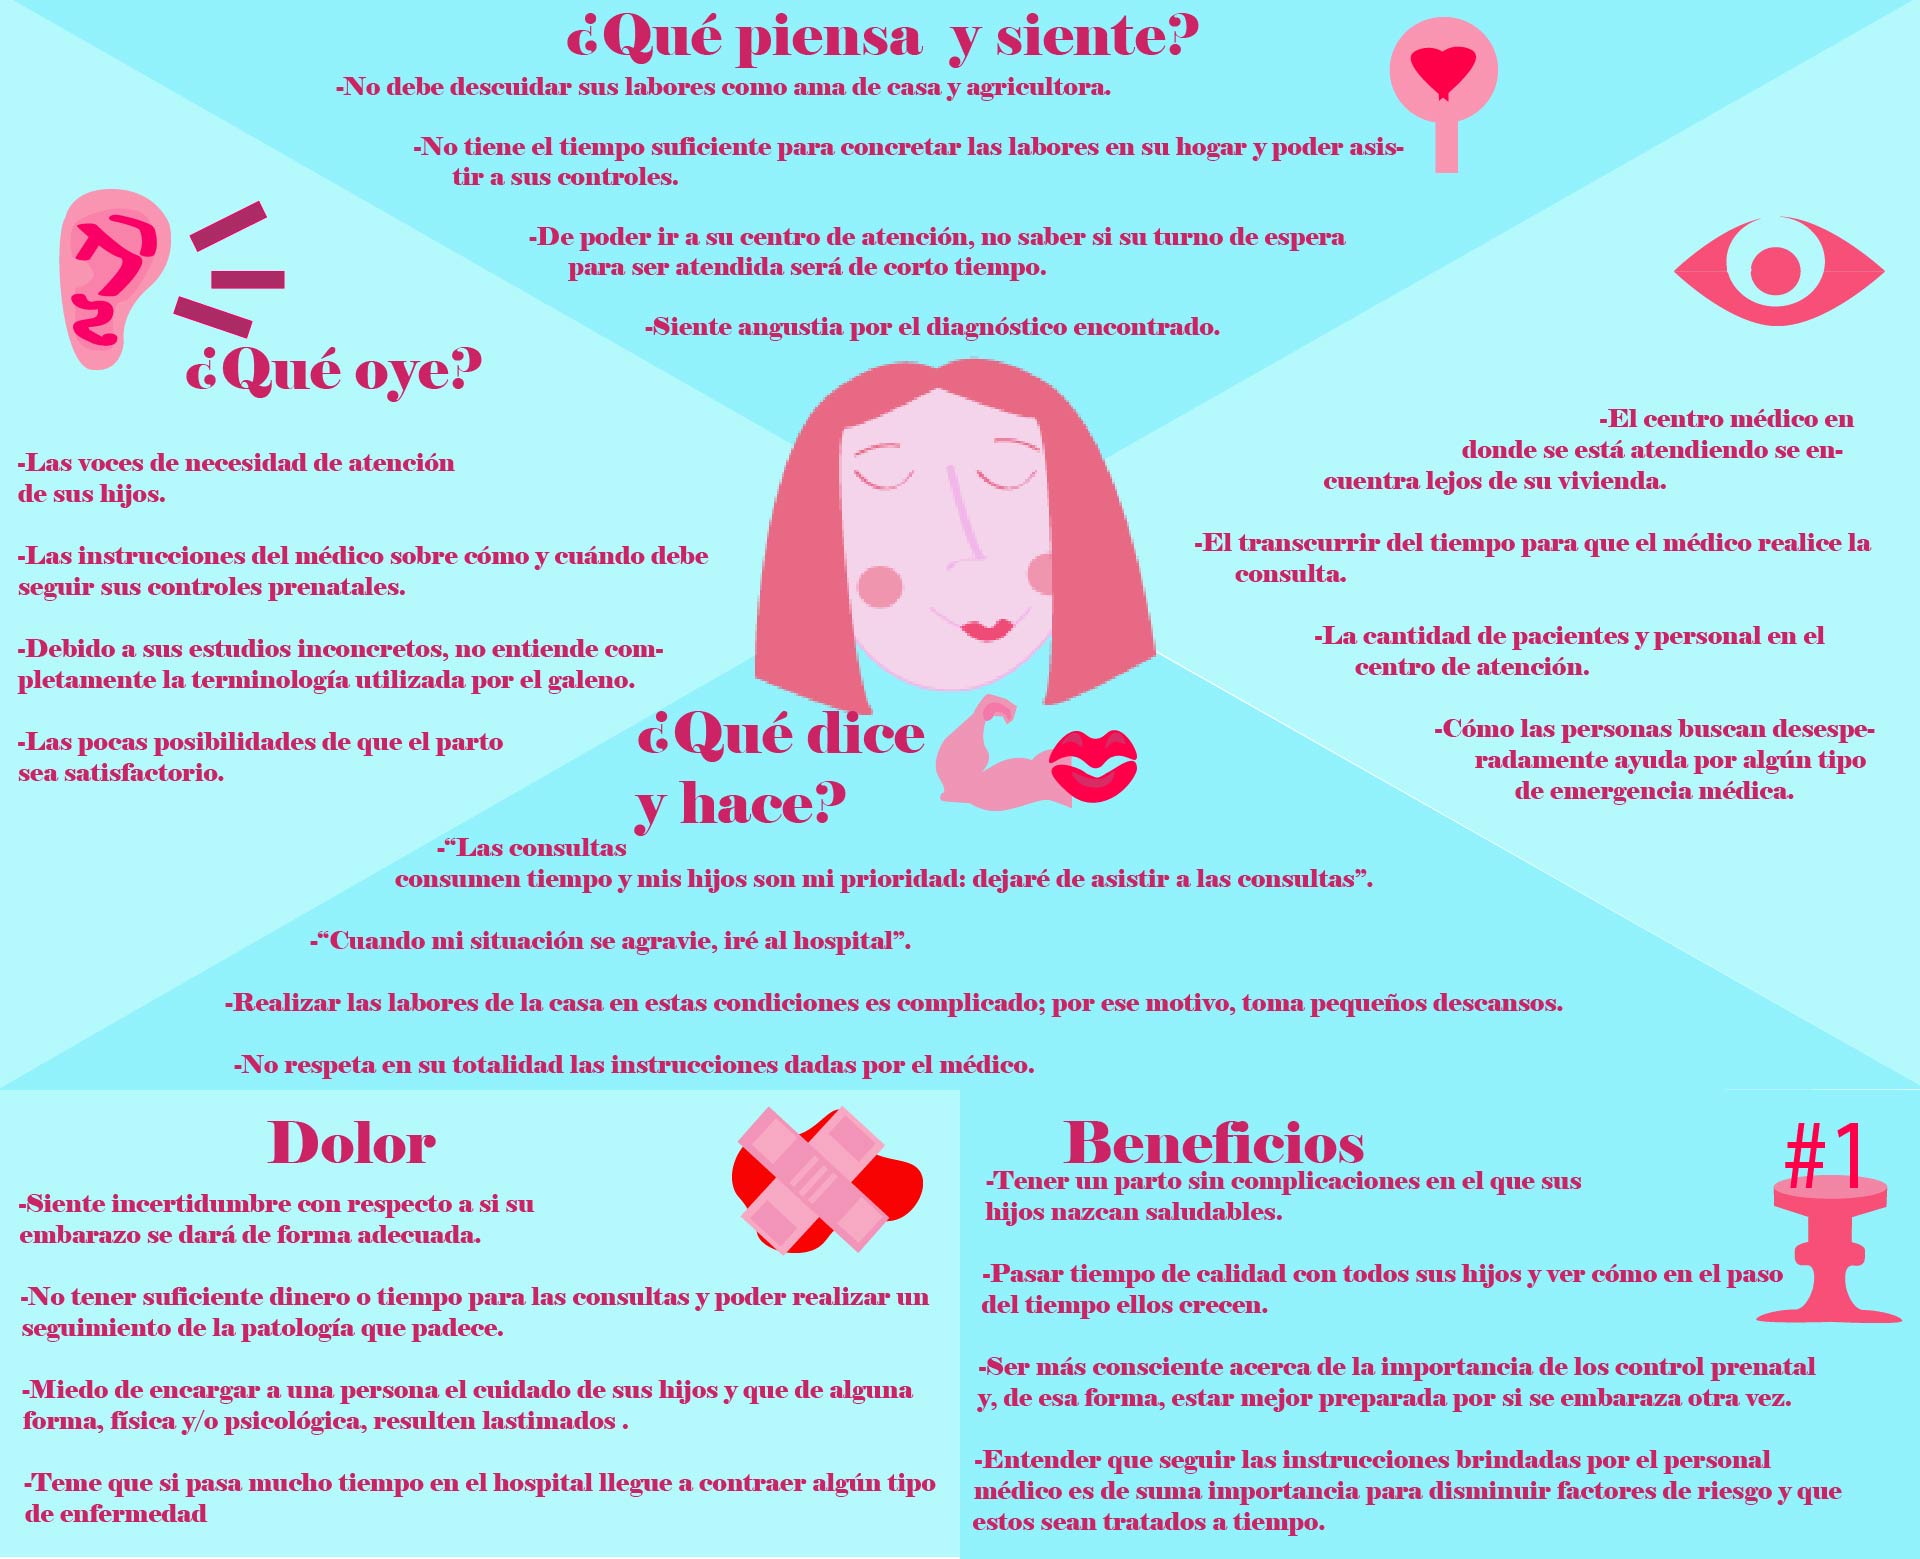 ¿Qué piensa y siente?
-No debe descuidar sus labores como ama de casa y agricultora.
-No tiene el tiempo suficiente para concretar las labores en su hogar y poder asis-
tir a sus controles.
-De poder ir a su centro de atención, no saber si su turno de espera
para ser atendida será de corto tiempo.
-Siente angustia por el diagnóstico encontrado.
¿Qué oye?
-Las voces de necesidad de atención
de sus hijos.
-Las instrucciones del médico sobre cómo y cuándo debe
seguir sus controles prenatales.
-Debido a sus estudios inconcretos, no entiende com-
pletamente la terminología utilizada por el galeno.
-Las pocas posibilidades de que el parto
sea satisfactorio.
-El centro médico en
donde se está atendiendo se en-
cuentra lejos de su vivienda.
-El transcurrir del tiempo para que el médico realice la
consulta.
-La cantidad de pacientes y personal en el
centro de atención.
-Cómo las personas buscan desespe-
radamente ayuda por algún tipo
de emergencia médica.
¿Qué dice
y hace?
-“Las consultas
consumen tiempo y mis hijos son mi prioridad: dejaré de asistir a las consultas”.
-“Cuando mi situación se agravie, iré al hospital”.
-Realizar las labores de la casa en estas condiciones es complicado; por ese motivo, toma pequeños descansos.
-No respeta en su totalidad las instrucciones dadas por el médico.
Dolor
-Siente incertidumbre con respecto a si su
embarazo se dará de forma adecuada.
-No tener suficiente dinero o tiempo para las consultas y poder realizar un
seguimiento de la patología que padece.
-Miedo de encargar a una persona el cuidado de sus hijos y que de alguna
forma, física y/o psicológica, resulten lastimados .
-Teme que si pasa mucho tiempo en el hospital llegue a contraer algún tipo
de enfermedad
Beneficios
#1
-Tener un parto sin complicaciones en el que sus
hijos nazcan saludables.
-Pasar tiempo de calidad con todos sus hijos y ver cómo en el paso
del tiempo ellos crecen.
-Ser más consciente acerca de la importancia de los control prenatal
y, de esa forma, estar mejor preparada por si se embaraza otra vez.
-Entender que seguir las instrucciones brindadas por el personal
médico es de suma importancia para disminuir factores de riesgo y que
estos sean tratados a tiempo.